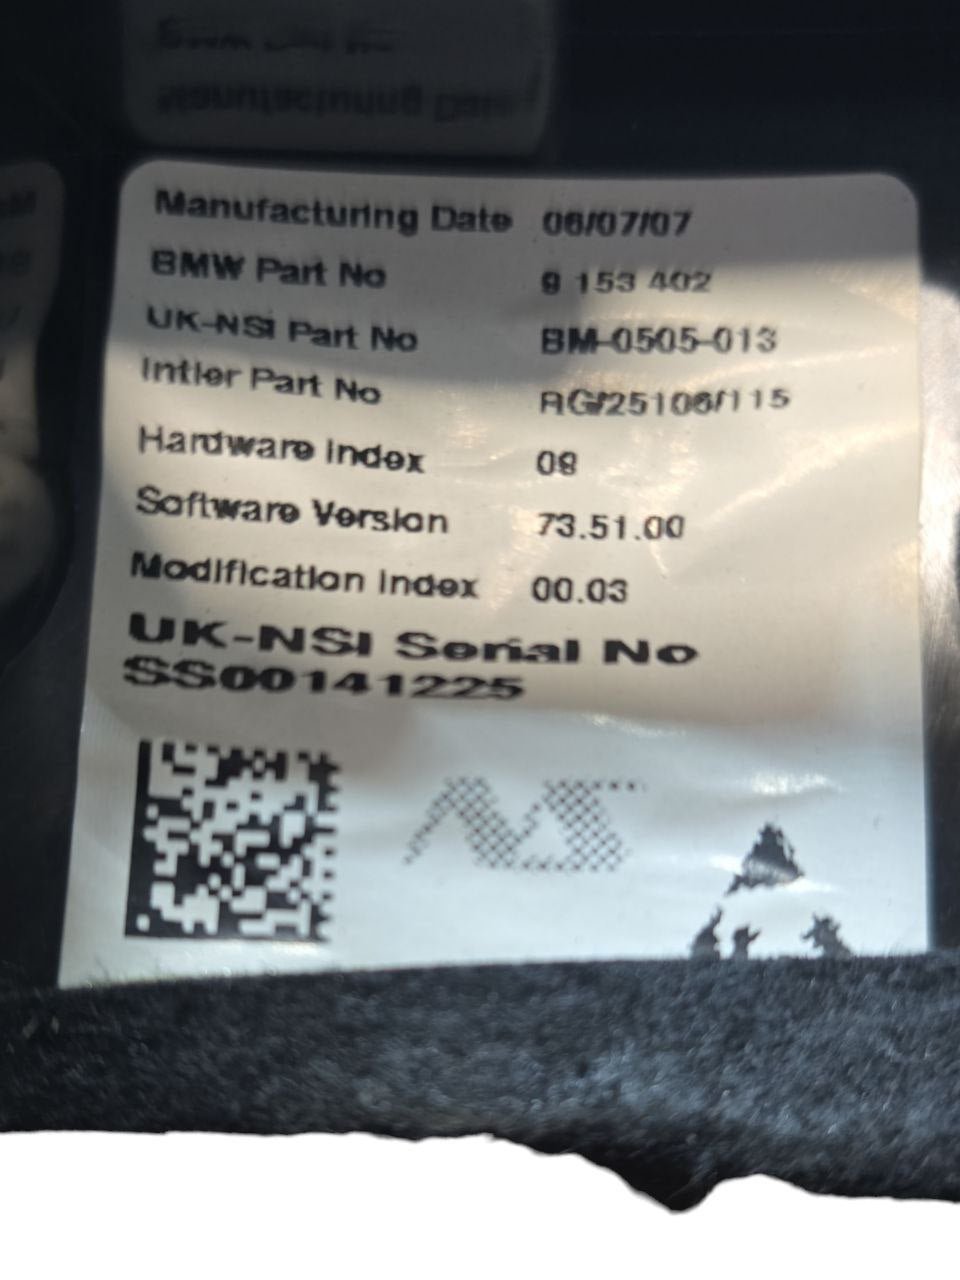 Manufacturing Date 06/07/07
BMW Part No 9 153 402
UK-NSI Part No BM-0505-013
Intier Part No AG/25106/115
Hardware Index 08
Software Version 73.51.00
Modification Index 00.03
UK-NSI Serial No
SS00141225